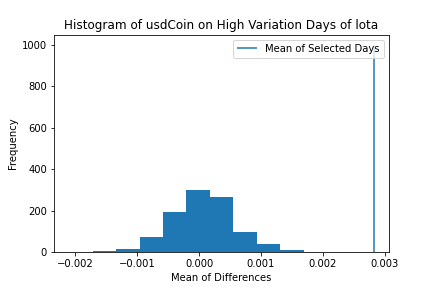 Histogram of usdCoin on High Variation Days of Iota
1000
800
600
400
200
0
Frequency
Mean of Selected Days
−0.002 −0.001 0.000 0.001 0.002 0.003
Mean of Differences